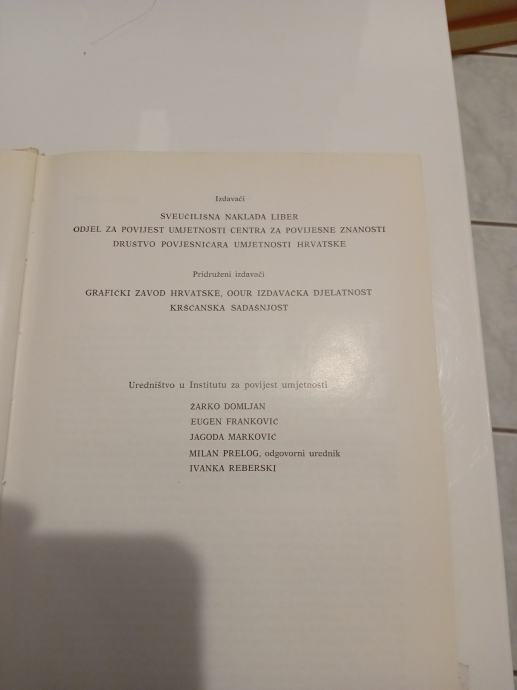 Izdavači
SVEUČILIŠNA NAKLADA LIBER
ODJEL ZA POVIJEST UMJETNOSTI CENTRA ZA POVIJESNE ZNANOSTI
DRUŠTVO POVJESNIČARA UMJETNOSTI HRVATSKE
Pridruženi izdavači
GRAFIČKI ZAVOD HRVATSKE, OOUR IZDAVAČKA DJELATNOST
KRŠĆANSKA SADAŠNJOST
Uredništvo u Institutu za povijest umjetnosti
ŽARKO DOMLJAN
EUGEN FRANKOVIĆ
JAGODA MARKOVIĆ
MILAN PRELOG, odgovorni urednik
IVANKA REBERSKI